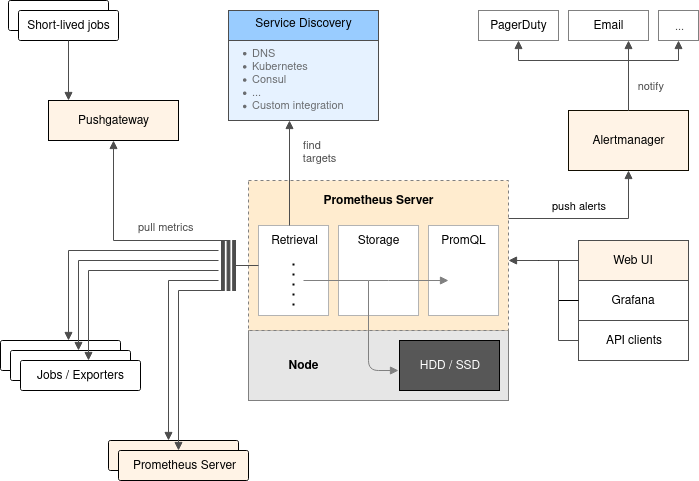 Short-lived jobs
Service Discovery
• DNS
• Kubernetes
• Consul
• ...
• Custom integration
PagerDuty
Email
...
notify
Pushgateway
Alertmanager
find
targets
pull metrics
Prometheus Server
push alerts
Retrieval
Storage
PromQL
Web UI
Grafana
API clients
Jobs / Exporters
Node
HDD / SSD
Prometheus Server